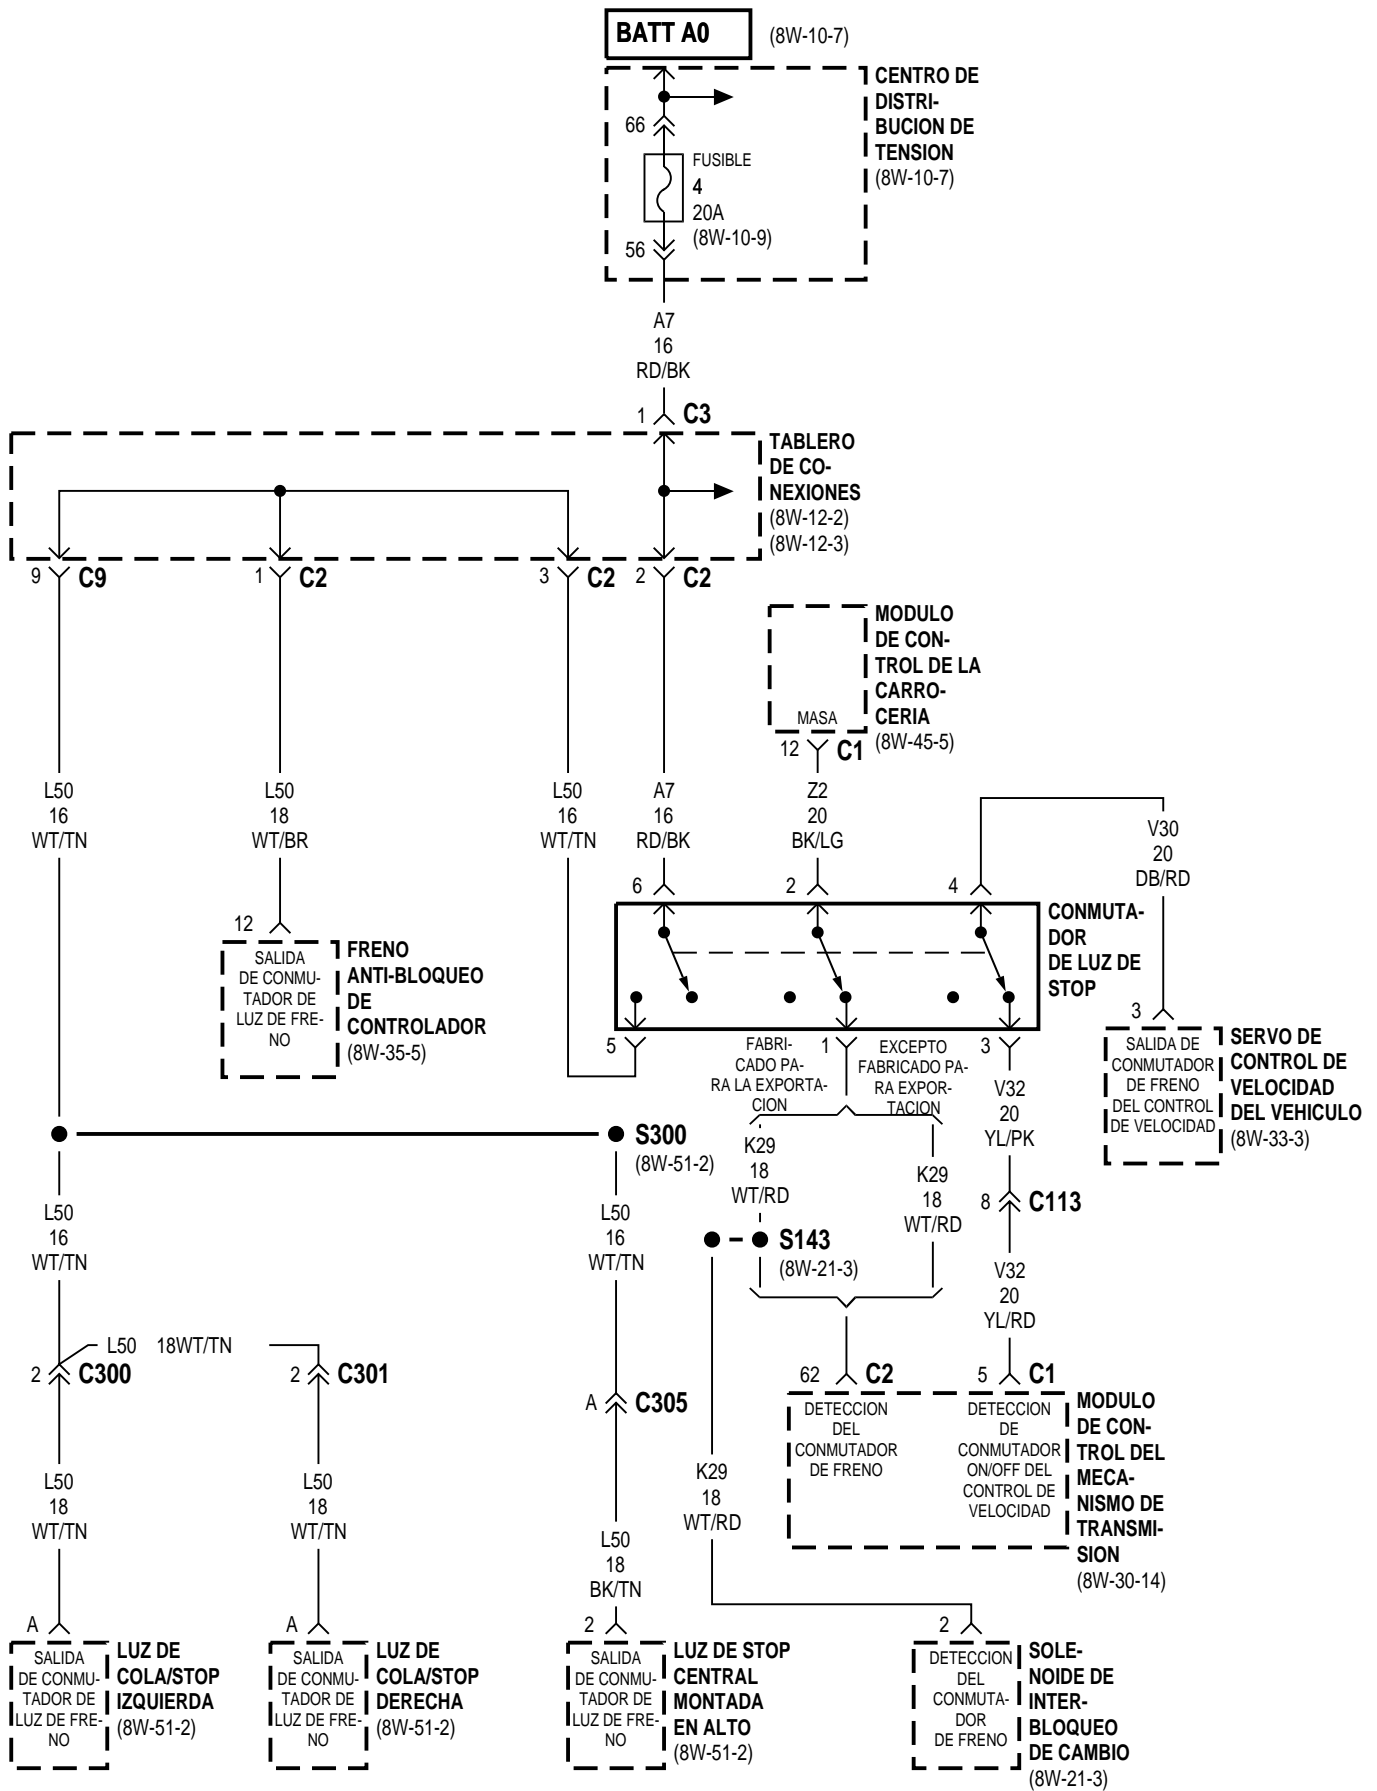 BATT A0
(8W-10-7)
CENTRO DE
DISTRI-
BUCION DE
TENSION
(8W-10-7)
66
FUSIBLE
4
20A
(8W-10-9)
56
A7
16
RD/BK
1
C3
TABLERO
DE CO-
NEXIONES
(8W-12-2)
(8W-12-3)
9
C9
1
C2
3
C2
2
C2
MODULO
DE CON-
TROL DE LA
CARRO-
CERIA
(8W-45-5)
MASA
12
C1
L50
16
WT/TN
L50
18
WT/BR
L50
16
WT/TN
A7
16
RD/BK
Z2
20
BK/LG
V30
20
DB/RD
6
2
4
CONMUTA-
DOR
DE LUZ DE
STOP
12
SALIDA
DE CONMU-
TADOR DE
LUZ DE FRE-
NO
FRENO
ANTI-BLOQUEO
DE
CONTROLADOR
(8W-35-5)
5
FABRI-
CADO PA-
RA LA EXPORTA-
CION
1
EXCEPTO
FABRICADO PA-
RA EXPOR-
TACION
3
V32
20
YL/PK
3
SALIDA DE
CONMUTADOR
DE FRENO
DEL CONTROL
DE VELOCIDAD
SERVO DE
CONTROL DE
VELOCIDAD
DEL VEHICULO
(8W-33-3)
S300
(8W-51-2)
K29
18
WT/RD
K29
18
WT/RD
8
C113
L50
16
WT/TN
L50
16
WT/TN
S143
(8W-21-3)
V32
20
YL/RD
L50 18WT/TN
2
C300
2
C301
A
C305
62
C2
5
C1
DETECCION
DEL
CONMUTADOR
DE FRENO
DETECCION
DE
CONMUTADOR
ON/OFF DEL
CONTROL DE
VELOCIDAD
MODULO
DE CON-
TROL DEL
MECA-
NISMO DE
TRANSMI-
SION
(8W-30-14)
L50
18
WT/TN
L50
18
WT/TN
L50
18
BK/TN
K29
18
WT/RD
A
SALIDA
DE CONMU-
TADOR DE
LUZ DE FRE-
NO
LUZ DE
COLA/STOP
IZQUIERDA
(8W-51-2)
A
SALIDA
DE CONMU-
TADOR DE
LUZ DE FRE-
NO
LUZ DE
COLA/STOP
DERECHA
(8W-51-2)
2
SALIDA
DE CONMU-
TADOR DE
LUZ DE FRE-
NO
LUZ DE STOP
CENTRAL
MONTADA
EN ALTO
(8W-51-2)
2
DETECCION
DEL
CONMUTA-
DOR
DE FRENO
SOLE-
NOIDE DE
INTER-
BLOQUEO
DE CAMBIO
(8W-21-3)